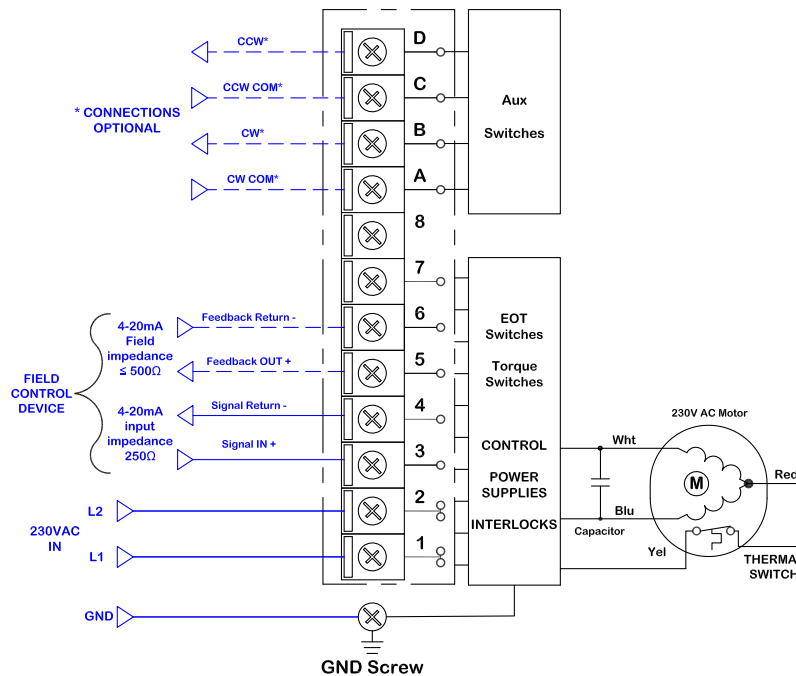 CCW*
D
CCW COM*
C
* CONNECTIONS
OPTIONAL
CW*
B
CW COM*
A
Aux
Switches
8
7
Feedback Return -
6
4-20mA
Field
impedance
≤ 500Ω
Feedback OUT +
5
FIELD
CONTROL
DEVICE
4-20mA
input
impedance
250Ω
Signal Return -
4
Signal IN +
3
L2
2
230VAC
IN
L1
1
GND
GND Screw
EOT
Switches
Torque
Switches
CONTROL
POWER
SUPPLIES
INTERLOCKS
230V AC Motor
Wht
M
Red
Blu
Capacitor
Yel
THERMA
SWITCH